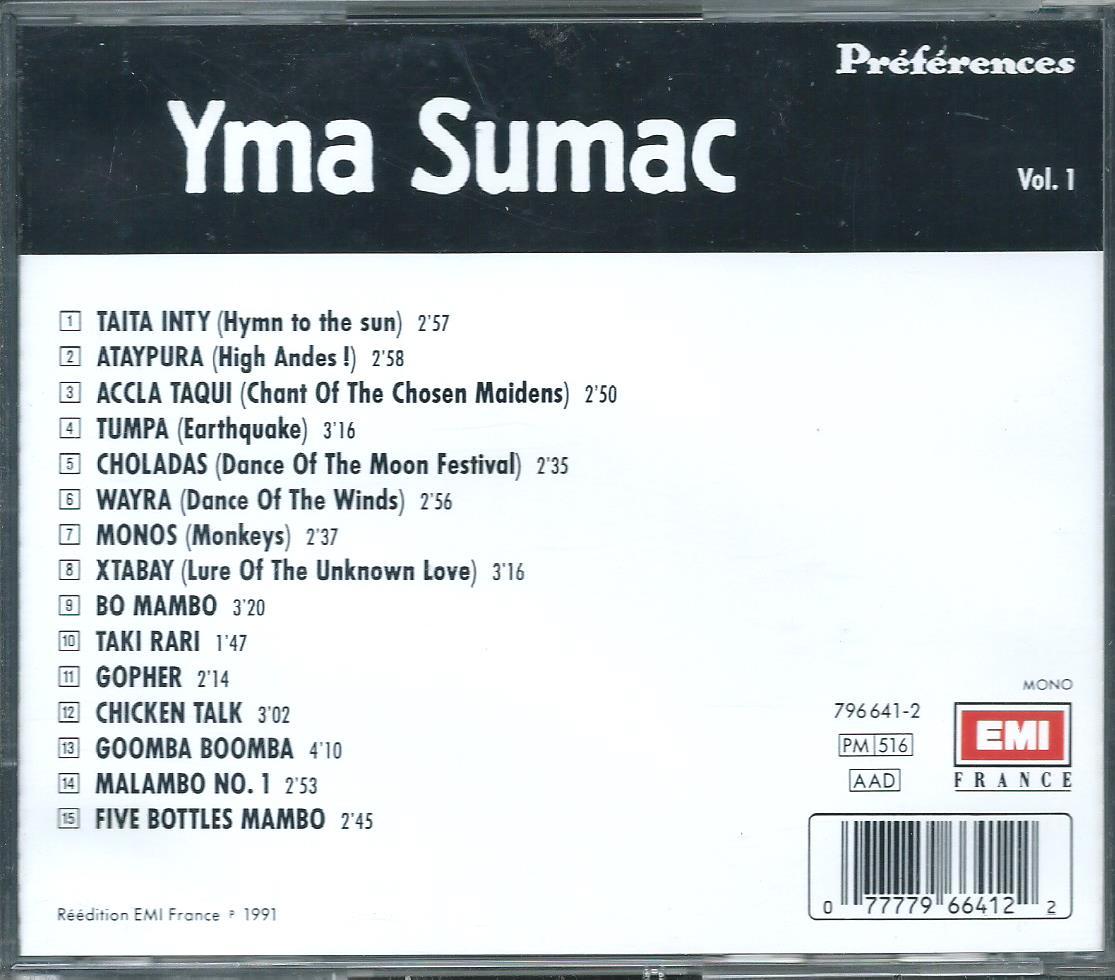 Préférences
Yma Sumac
Vol. 1
1 TAITA INTY (Hymn to the sun) 2'57
2 ATAYPURA (High Andes !) 2'58
3 ACCLA TAQUI (Chant Of The Chosen Maidens) 2'50
4 TUMPA (Earthquake) 3'16
5 CHOLADAS (Dance Of The Moon Festival) 2'35
6 WAYRA (Dance Of The Winds) 2'56
7 MONOS (Monkeys) 2'37
8 XTABAY (Lure Of The Unknown Love) 3'16
9 BO MAMBO 3'20
10 TAKI RARI 1'47
11 GOPHER 2'14
12 CHICKEN TALK 3'02
13 GOOMBA BOOMBA 4'10
14 MALAMBO NO. 1 2'53
15 FIVE BOTTLES MAMBO 2'45
MONO
796 641-2
PM 516
AAD
EMI
FRANCE
0 77779 66412 2
Réédition EMI France ℗ 1991